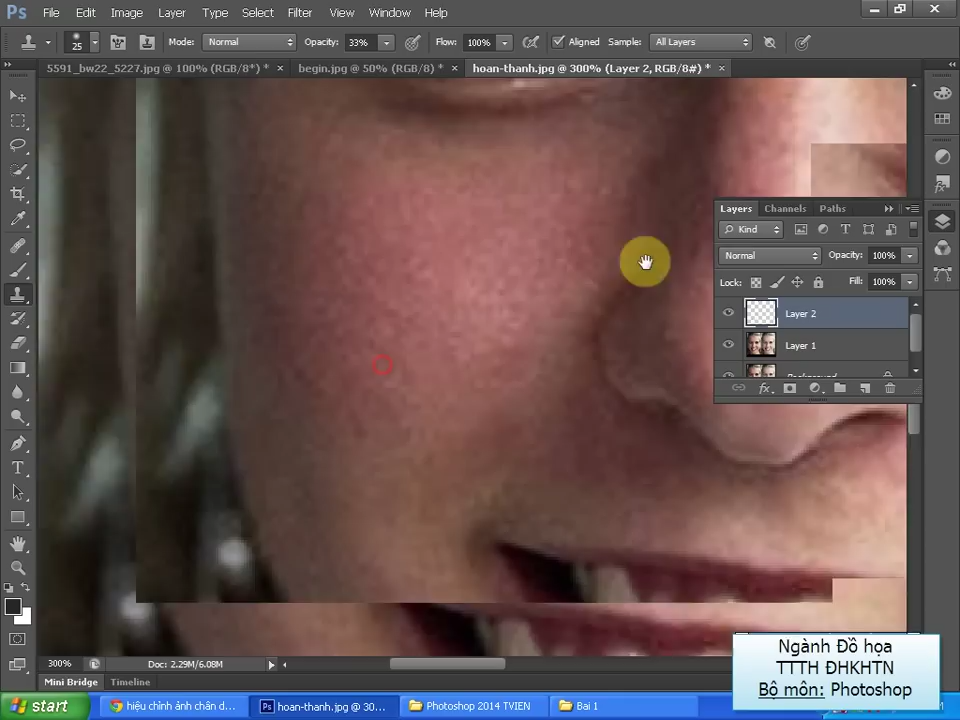 Ps File Edit Image Layer Type Select Filter View Window Help
25 Mode: Normal Opacity: 33% Flow: 100% Aligned Sample: All Layers
5591_bw22_5227.jpg @ 100% (RGB/8*) * × begin.jpg @ 50% (RGB/8) * × hoan-thanh.jpg @ 300% (Layer 2, RGB/8#) * ×
Layers Channels Paths
Kind
Normal Opacity: 100%
Lock: Fill: 100%
Layer 2
Layer 1
Background
fx
300% Doc: 2.29M/6.08M
Mini Bridge Timeline
Ngành Đồ họa
TTTH ĐHKHTN
Bộ môn: Photoshop
start hiệu chỉnh ảnh chân d... Ps hoan-thanh.jpg @ 30... Photoshop 2014 TVIEN Bai 1